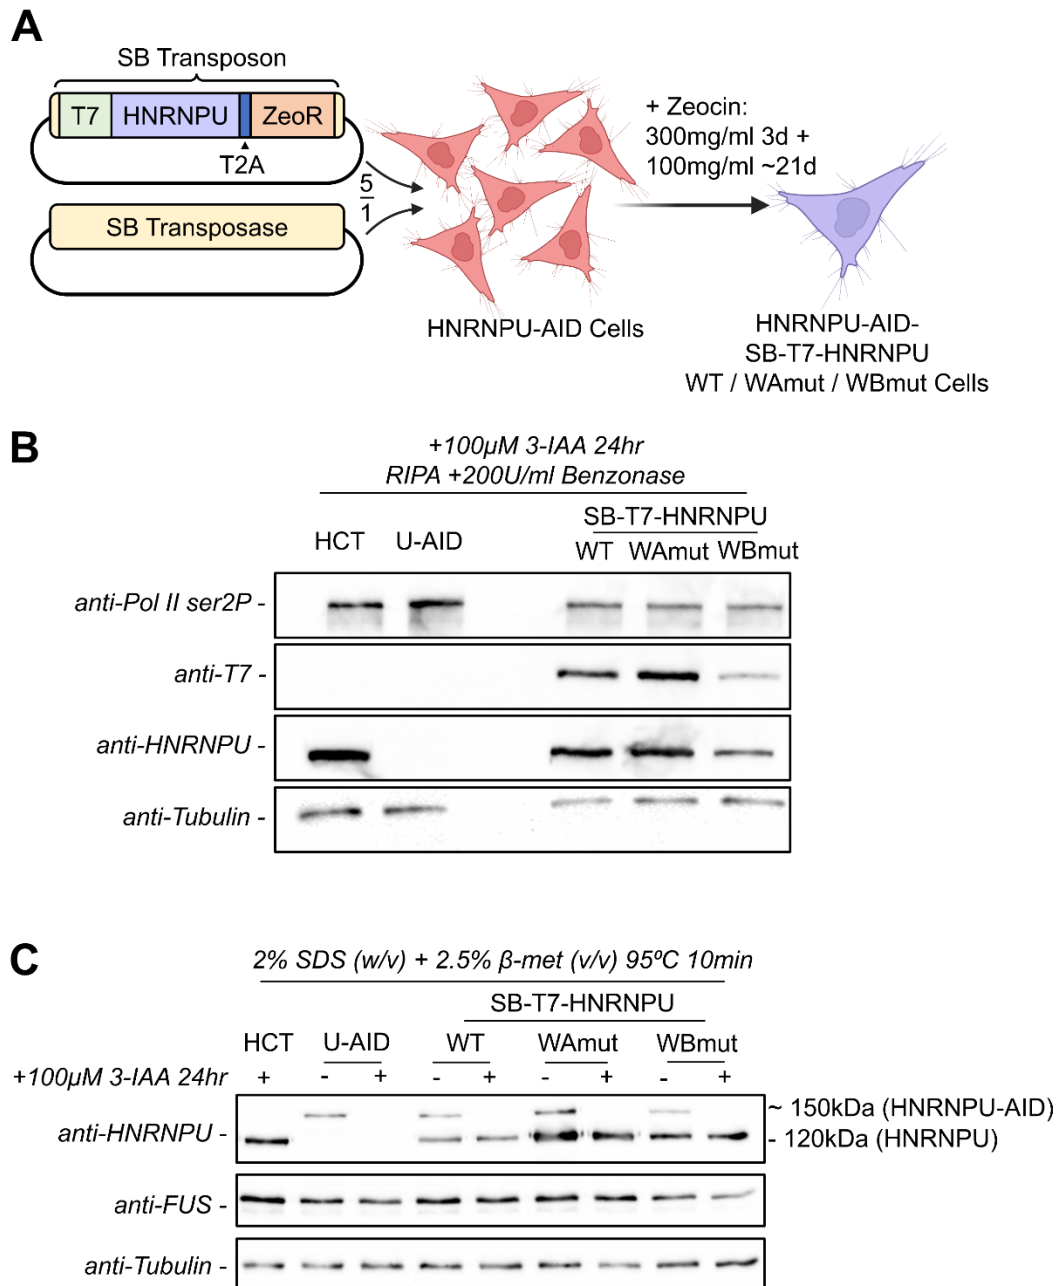 A
SB Transposon
T7 HNRNPU ZeoR
T2A
5
1
SB Transposase
+ Zeocin:
300mg/ml 3d +
100mg/ml ~21d
HNRNPU-AID Cells
HNRNPU-AID-
SB-T7-HNRNPU
WT / WAmut / WBmut Cells
B
+100µM 3-IAA 24hr
RIPA +200U/ml Benzonase
SB-T7-HNRNPU
HCT U-AID WT WAmut WBmut
anti-Pol II ser2P -
anti-T7 -
anti-HNRNPU -
anti-Tubulin -
C
2% SDS (w/v) + 2.5% β-met (v/v) 95ºC 10min
SB-T7-HNRNPU
HCT U-AID WT WAmut WBmut
+100µM 3-IAA 24hr + - + - + - + - +
~ 150kDa (HNRNPU-AID)
anti-HNRNPU - - 120kDa (HNRNPU)
anti-FUS -
anti-Tubulin -